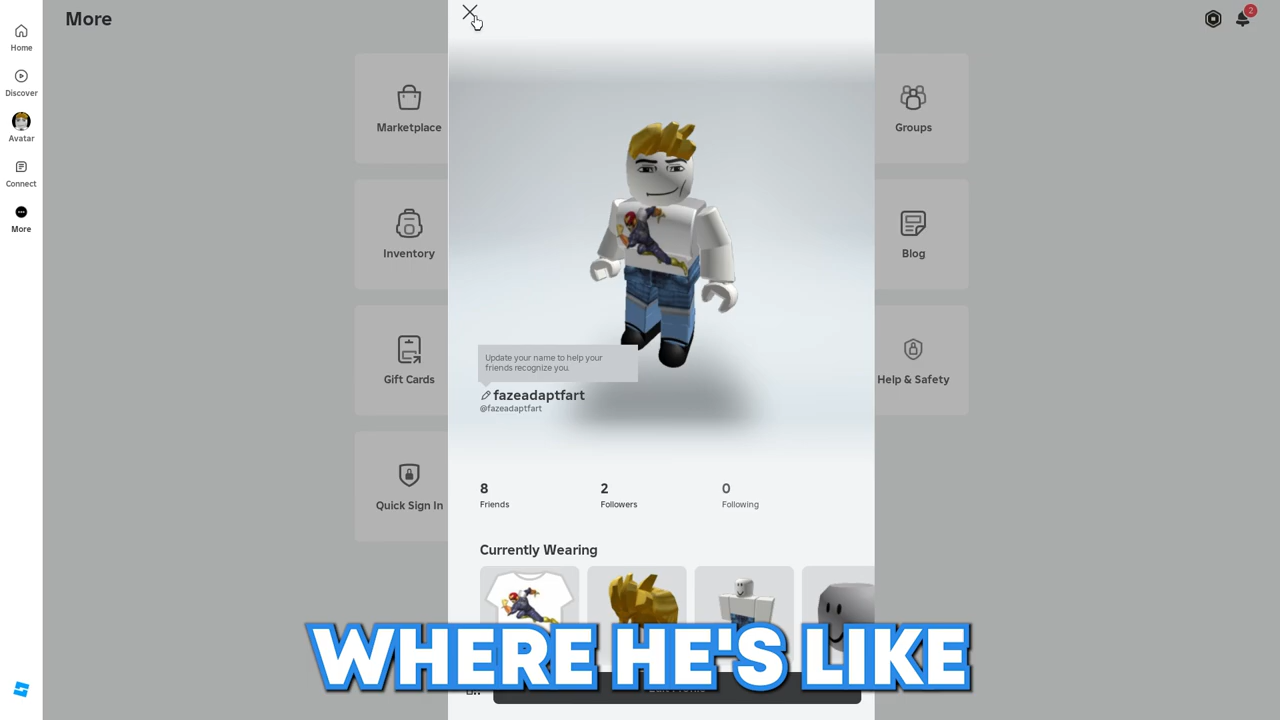 More
2
Home
Discover
Avatar
Connect
More
Marketplace
Groups
Inventory
Blog
Gift Cards
Help & Safety
Quick Sign In
Update your name to help your
friends recognize you.
fazeadaptfart
@fazeadaptfart
8
Friends
2
Followers
0
Following
Currently Wearing
WHERE HE'S LIKE